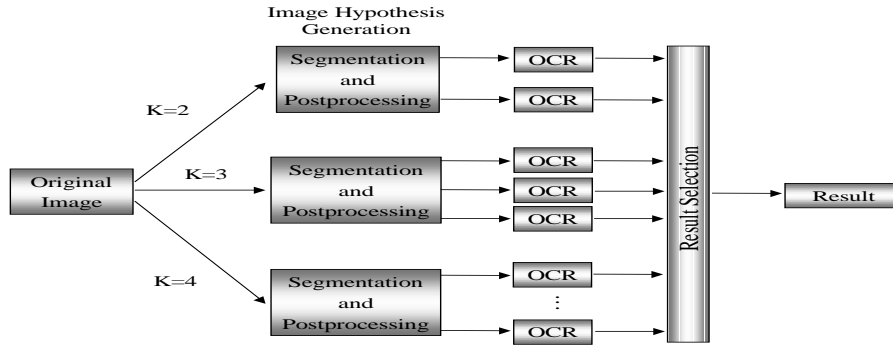 Image Hypothesis
Generation
Segmentation
and
Postprocessing
OCR
OCR
K=2
Original
Image
K=3
Segmentation
and
Postprocessing
OCR
OCR
OCR
Result Selection
Result
K=4
Segmentation
and
Postprocessing
OCR
...
OCR